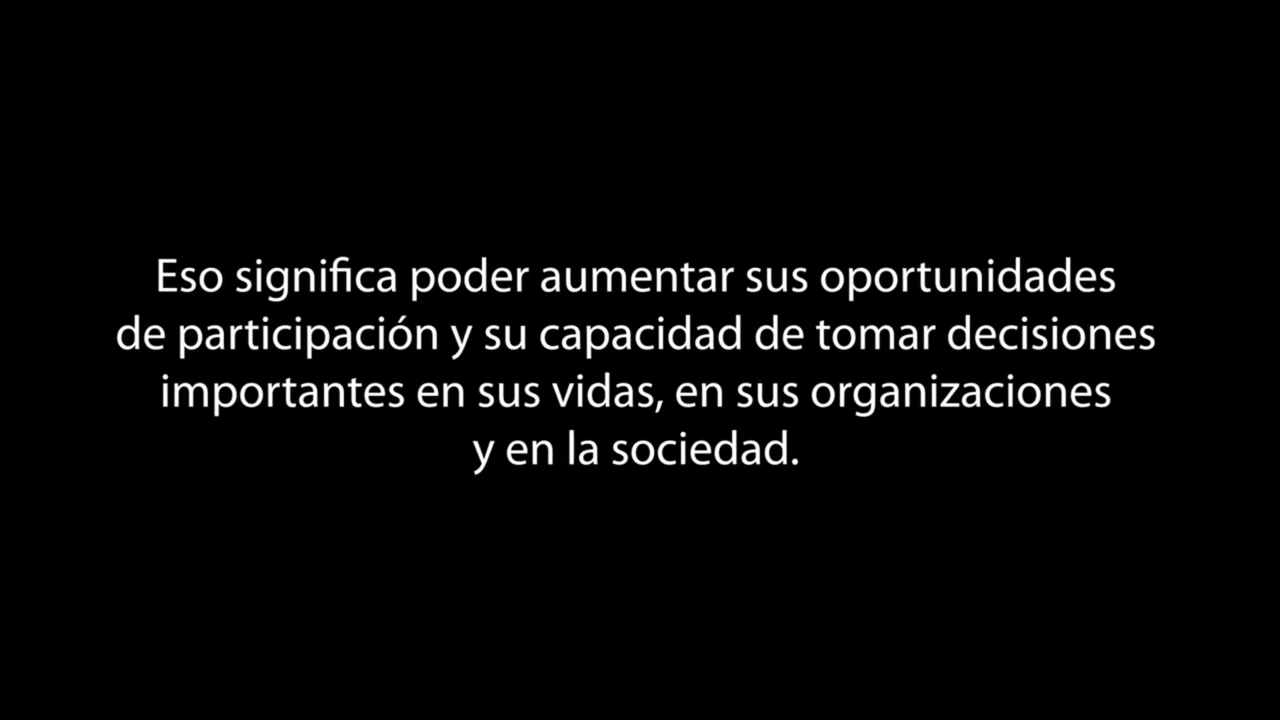 Eso significa poder aumentar sus oportunidades
de participación y su capacidad de tomar decisiones
importantes en sus vidas, en sus organizaciones
y en la sociedad.